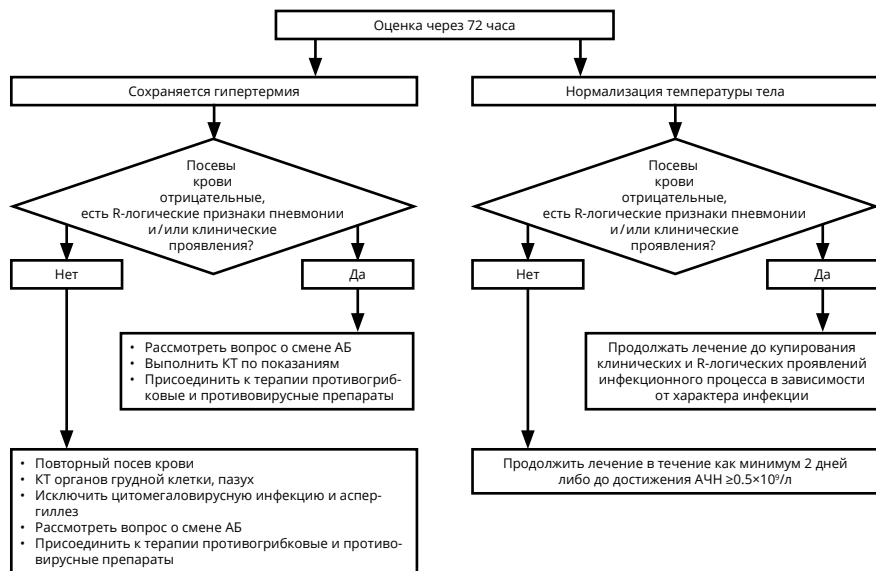 Оценка через 72 часа
Сохраняется гипертермия
Нормализация температуры тела
Посевы
крови
отрицательные,
есть R-логические признаки пневмонии
и/или клинические
проявления?
Посевы
крови
отрицательные,
есть R-логические признаки пневмонии
и/или клинические
проявления?
Нет
Да
Нет
Да
• Рассмотреть вопрос о смене АБ
• Выполнить КТ по показаниям
• Присоединить к терапии противогриб-
ковые и противовирусные препараты
Продолжать лечение до купирования
клинических и R-логических проявлений
инфекционного процесса в зависимости
от характера инфекции
• Повторный посев крови
• КТ органов грудной клетки, пазух
• Исключить цитомегаловирусную инфекцию и аспер-
гиллез
• Рассмотреть вопрос о смене АБ
• Присоединить к терапии противогрибковые и противо-
вирусные препараты
Продолжить лечение в течение как минимум 2 дней
либо до достижения АЧН ≥0.5×10⁹/л